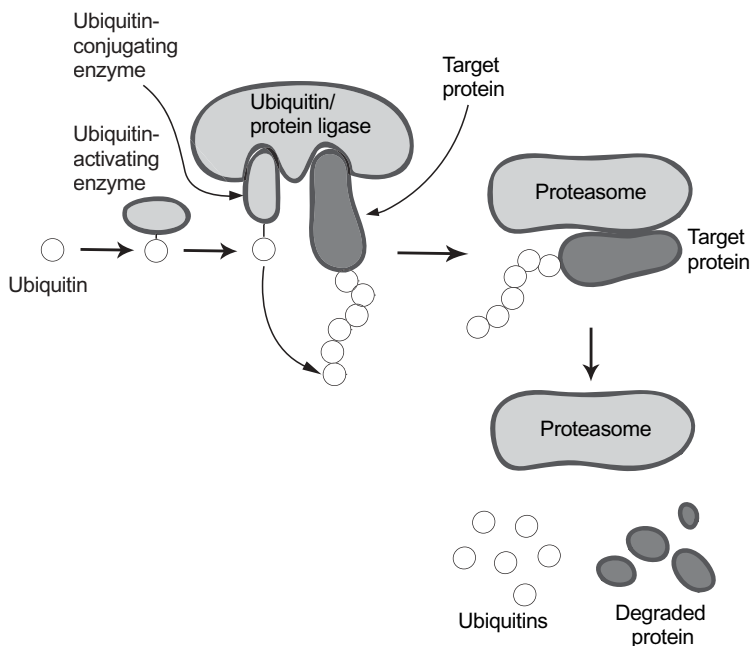 Ubiquitin-
conjugating
enzyme
Ubiquitin-
activating
enzyme
Ubiquitin/
protein ligase
Target
protein
Ubiquitin
Proteasome
Target
protein
Proteasome
Ubiquitins
Degraded
protein